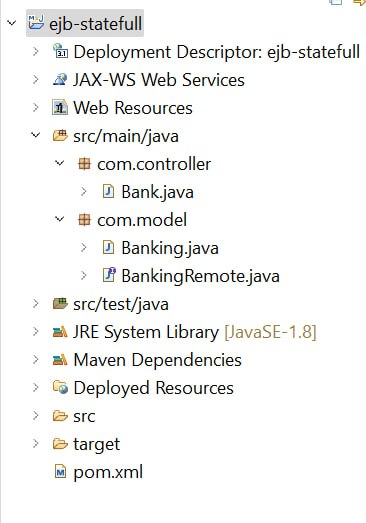 ejb-statefull
Deployment Descriptor: ejb-statefull
JAX-WS Web Services
Web Resources
src/main/java
com.controller
Bank.java
com.model
Banking.java
BankingRemote.java
src/test/java
JRE System Library [JavaSE-1.8]
Maven Dependencies
Deployed Resources
src
target
pom.xml